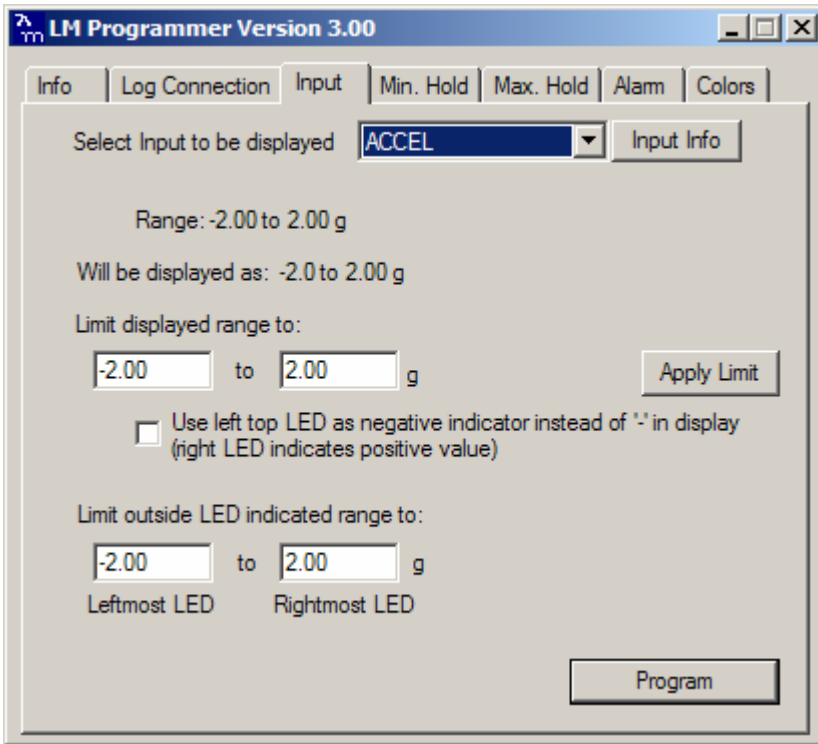 LM Programmer Version 3.00
Info Log Connection Input Min. Hold Max. Hold Alarm Colors
Select Input to be displayed ACCEL Input Info
Range: -2.00 to 2.00 g
Will be displayed as: -2.0 to 2.00 g
Limit displayed range to:
-2.00 to 2.00 g Apply Limit
Use left top LED as negative indicator instead of '-' in display
(right LED indicates positive value)
Limit outside LED indicated range to:
-2.00 to 2.00 g
Leftmost LED Rightmost LED
Program